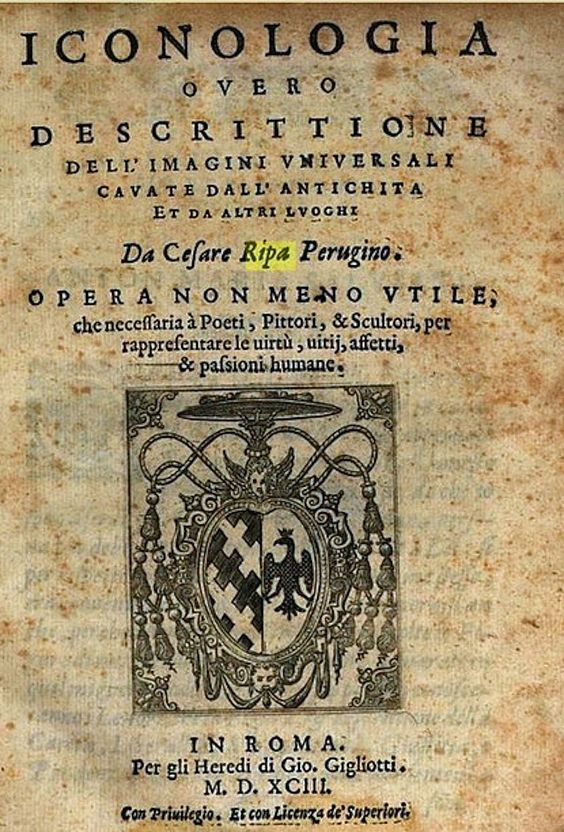 ICONOLOGIA
OVERO
DESCRITTIONE
DELL' IMAGINI VNIVERSALI
CAVATE DALL' ANTICHITA
ET DA ALTRI LVOGHI
Da Ceſare Ripa Perugino.
OPERA NON MENO VTILE,
che neceſſaria à Poeti, Pittori, & Scultori, per
rappreſentare le uirtù, uitij, affetti,
& paſſioni humane.
IN ROMA.
Per gli Heredi di Gio. Gigliotti.
M. D. XCIII.
Con Priuilegio. Et con Licenza de' Superiori.